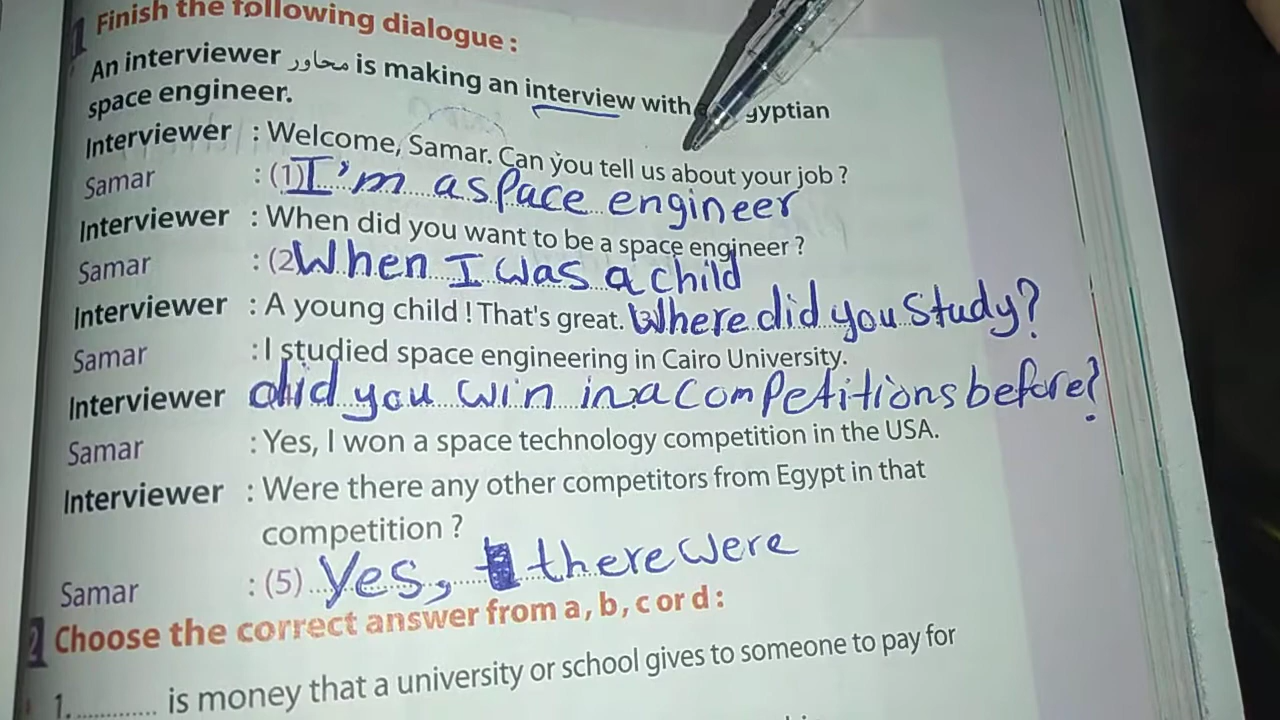 1 Finish the following dialogue :
An interviewer محاور is making an interview with gyptian
space engineer.
Interviewer : Welcome, Samar. Can you tell us about your job ?
Samar : (1) I'm a space engineer
Interviewer : When did you want to be a space engineer ?
Samar : (2 When I was a child
Interviewer : A young child ! That's great. Where did you study?
Samar : I studied space engineering in Cairo University.
Interviewer did you win in a competitions before?
Samar : Yes, I won a space technology competition in the USA.
Interviewer : Were there any other competitors from Egypt in that
competition ?
Samar : (5) Yes, there were
2 Choose the correct answer from a, b, c or d :
1. ............ is money that a university or school gives to someone to pay for